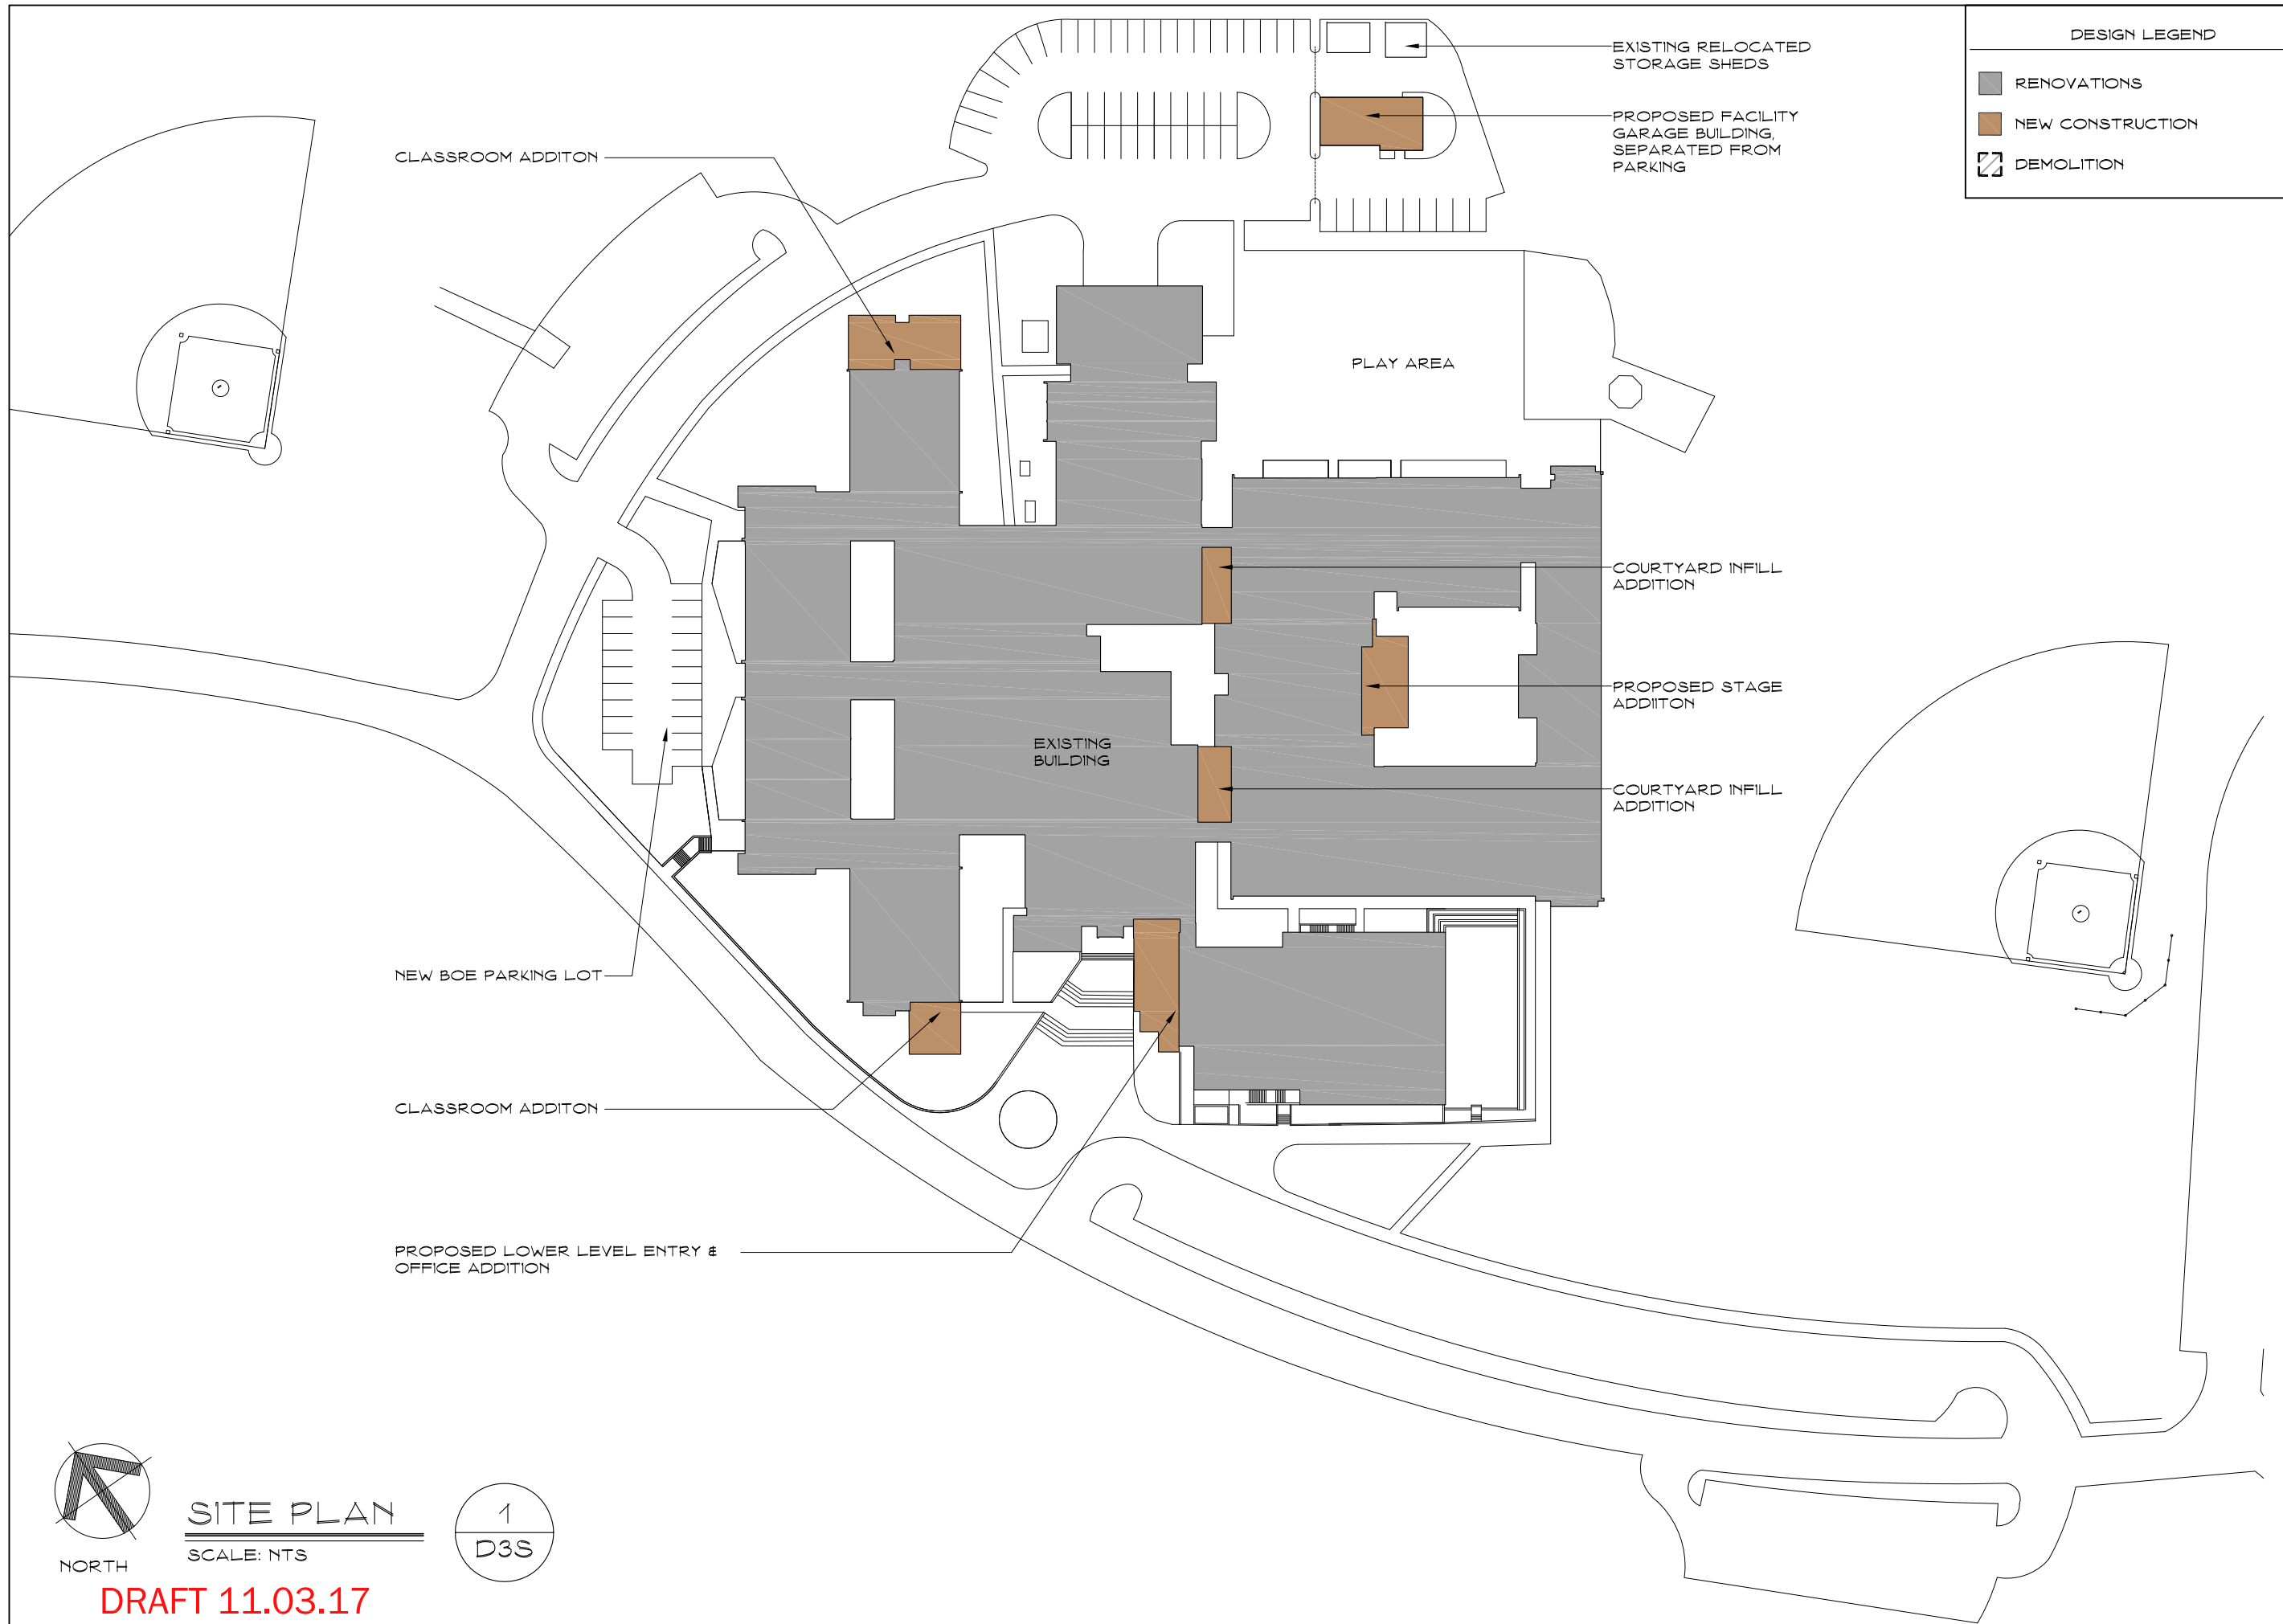 EXISTING RELOCATED
STORAGE SHEDS
DESIGN LEGEND
RENOVATIONS
NEW CONSTRUCTION
DEMOLITION
PROPOSED FACILITY
GARAGE BUILDING,
SEPARATED FROM
PARKING
CLASSROOM ADDITON
PLAY AREA
COURTYARD INFILL
ADDITION
PROPOSED STAGE
ADDIITON
EXISTING
BUILDING
COURTYARD INFILL
ADDITION
NEW BOE PARKING LOT
CLASSROOM ADDITON
PROPOSED LOWER LEVEL ENTRY &
OFFICE ADDITION
NORTH
SITE PLAN
SCALE: NTS
1
D3S
DRAFT 11.03.17